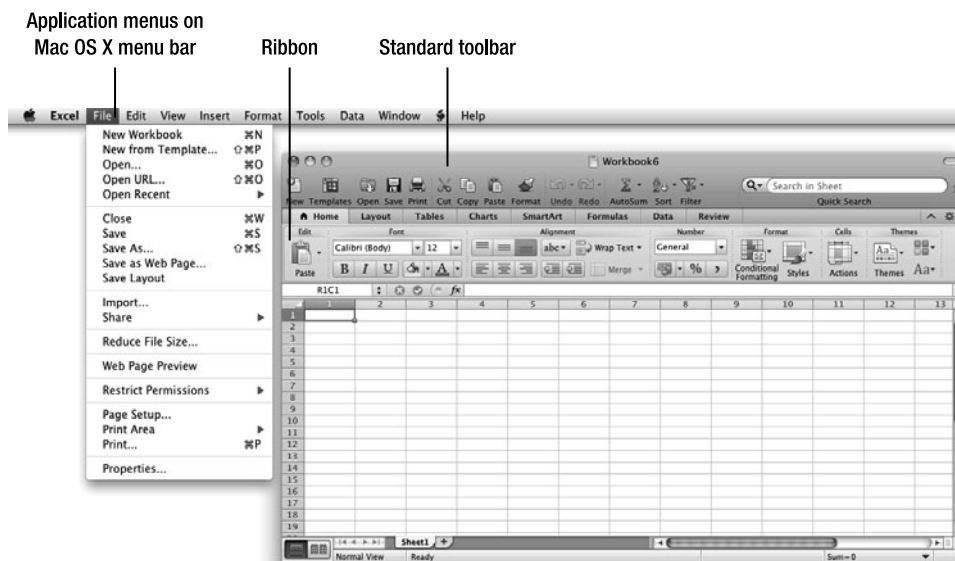 Application menus on
Mac OS X menu bar
Ribbon
Standard toolbar
Excel File Edit View Insert Format Tools Data Window Help
New Workbook ⌘N
New from Template... ⇧⌘P
Open... ⌘O
Open URL... ⇧⌘O
Open Recent
Close ⌘W
Save ⌘S
Save As... ⇧⌘S
Save as Web Page...
Save Layout
Import...
Share
Reduce File Size...
Web Page Preview
Restrict Permissions
Page Setup...
Print Area
Print... ⌘P
Properties...
Workbook6
Search in Sheet
New Templates Open Save Print Cut Copy Paste Format Undo Redo AutoSum Sort Filter Quick Search
Home Layout Tables Charts SmartArt Formulas Data Review
Edit Font Alignment Number Format Cells Themes
Calibri (Body) 12 abc Wrap Text General
Paste B I U A Merge % , Conditional Formatting Styles Actions Themes Aa
R1C1 fx
1 2 3 4 5 6 7 8 9 10 11 12 13
1
2
3
4
5
6
7
8
9
10
11
12
13
14
15
16
17
18
19
Sheet1 +
Normal View Ready Sum=0